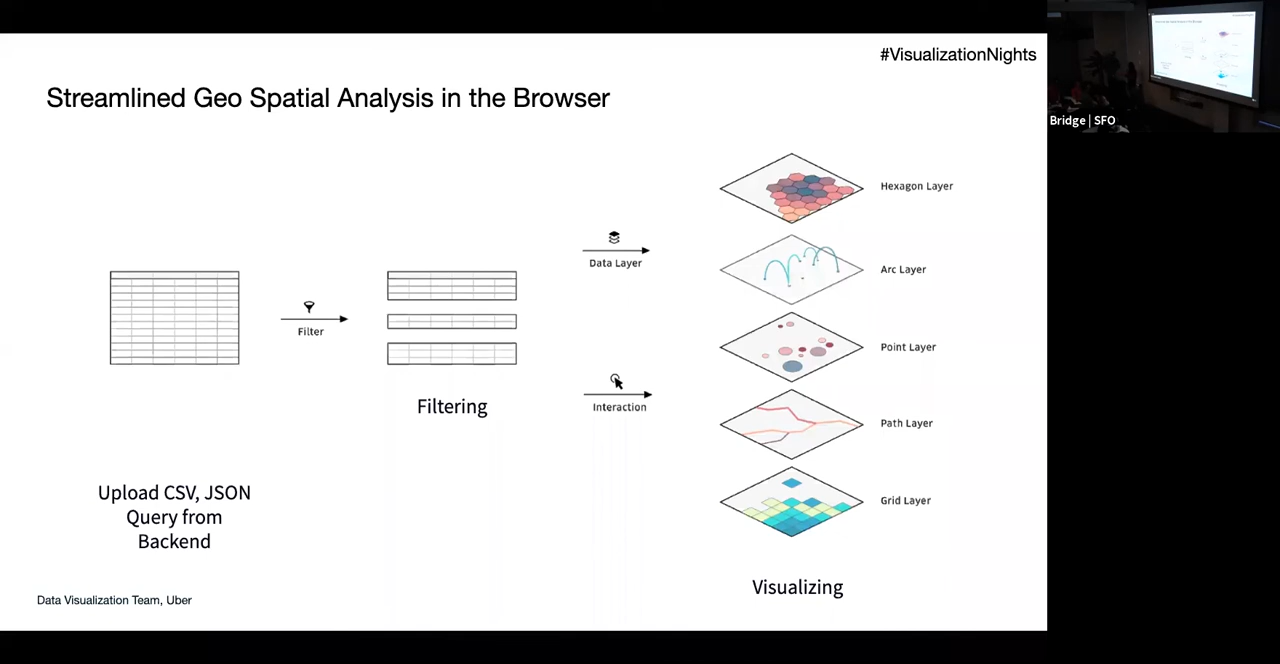 #VisualizationNights
Streamlined Geo Spatial Analysis in the Browser
Bridge | SFO
Filter
Filtering
Data Layer
Interaction
Hexagon Layer
Arc Layer
Point Layer
Path Layer
Grid Layer
Upload CSV, JSON
Query from
Backend
Visualizing
Data Visualization Team, Uber